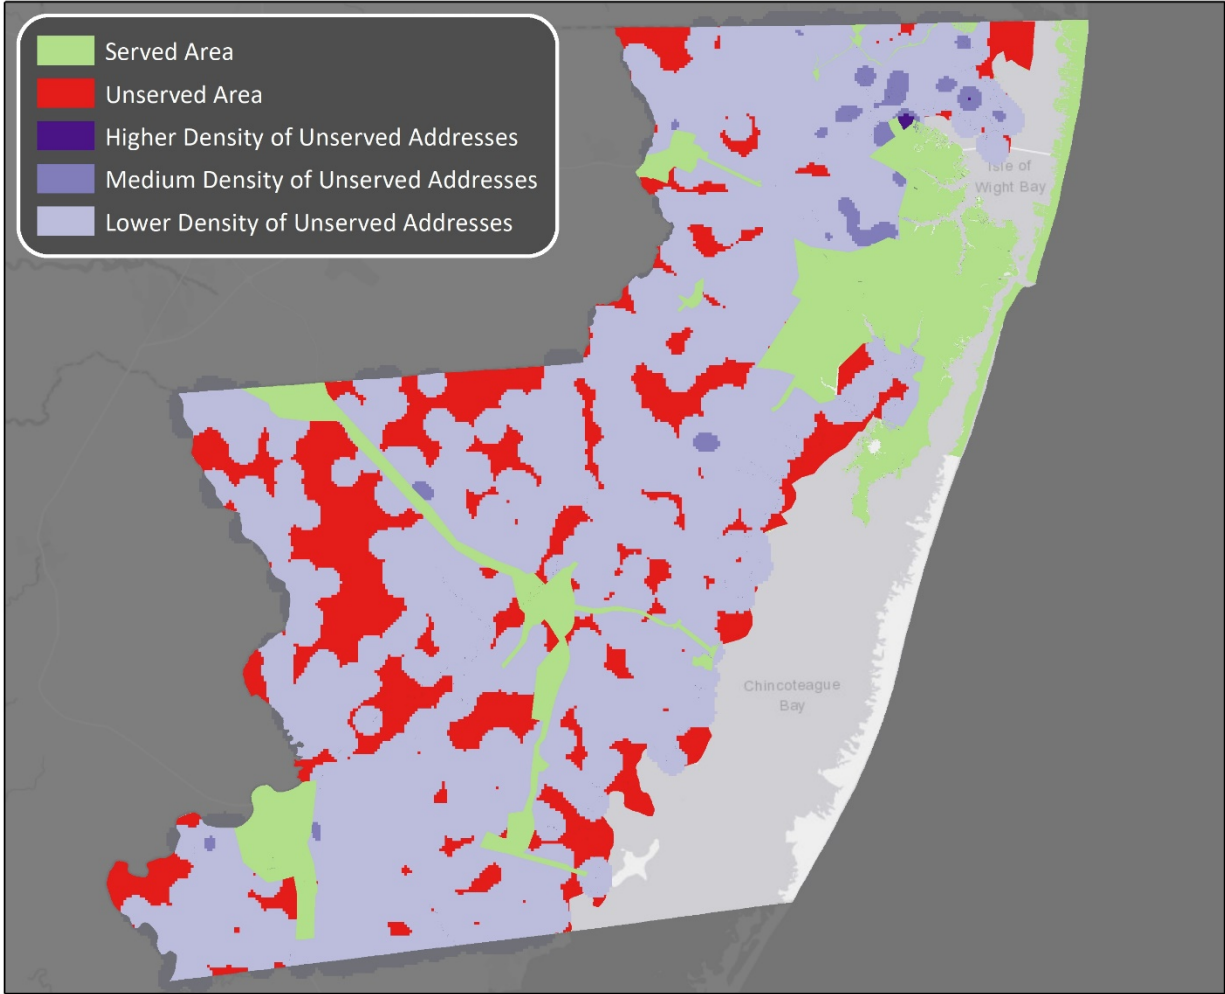 Served Area
Unserved Area
Higher Density of Unserved Addresses
Medium Density of Unserved Addresses
Lower Density of Unserved Addresses
Isle of
Wight Bay
Chincoteague
Bay